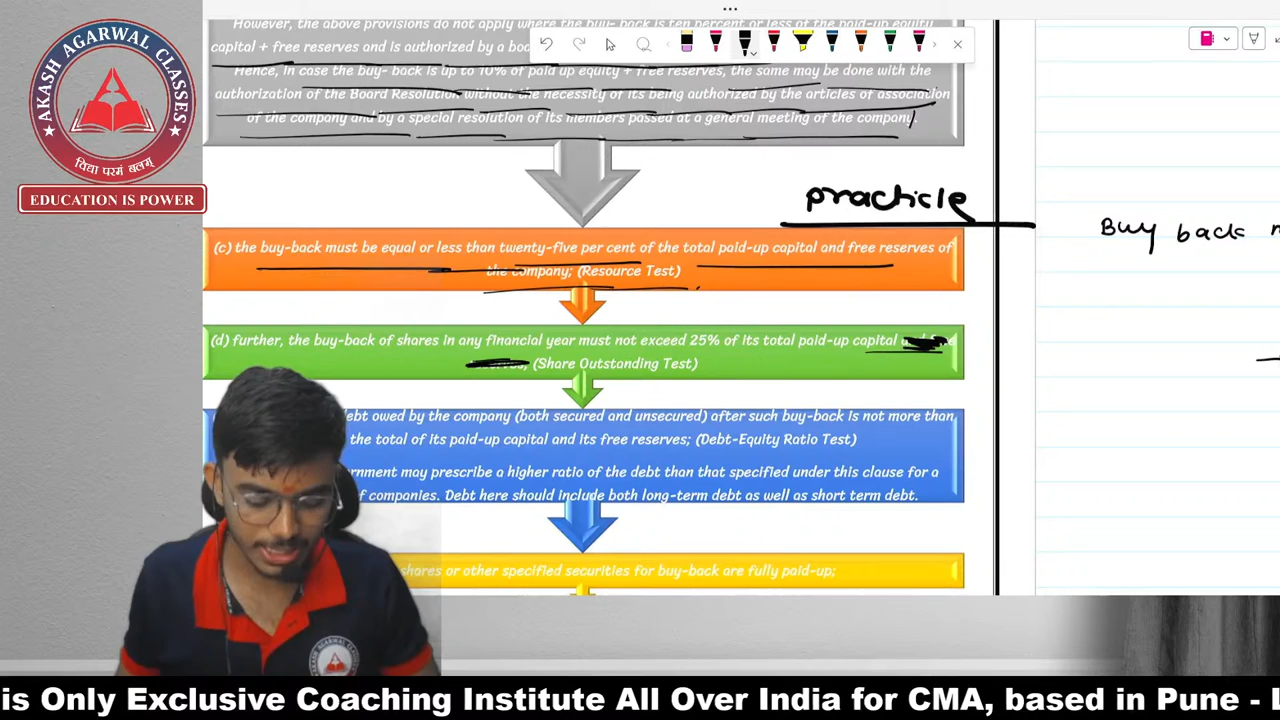 However, the above provisions do not apply where the buy- back is ten percent or less of the paid-up equity
capital + free reserves and is authorized by a boa
Hence, in case the buy- back is up to 10% of paid up equity + free reserves, the same may be done with the
authorization of the Board Resolution without the necessity of its being authorized by the articles of association
of the company and by a special resolution of its members passed at a general meeting of the company
AKASH AGARWAL CLASSES
विद्या परमं बलम्
EDUCATION IS POWER
practicle
Buy back
(c) the buy-back must be equal or less than twenty-five per cent of the total paid-up capital and free reserves of
the company; (Resource Test)
(d) further, the buy-back of shares in any financial year must not exceed 25% of its total paid-up capital
(Share Outstanding Test)
debt owed by the company (both secured and unsecured) after such buy-back is not more than
the total of its paid-up capital and its free reserves; (Debt-Equity Ratio Test)
rnment may prescribe a higher ratio of the debt than that specified under this clause for a
of companies. Debt here should include both long-term debt as well as short term debt.
shares or other specified securities for buy-back are fully paid-up;
AKASH AGARWAL CLASSES
is Only Exclusive Coaching Institute All Over India for CMA, based in Pune -